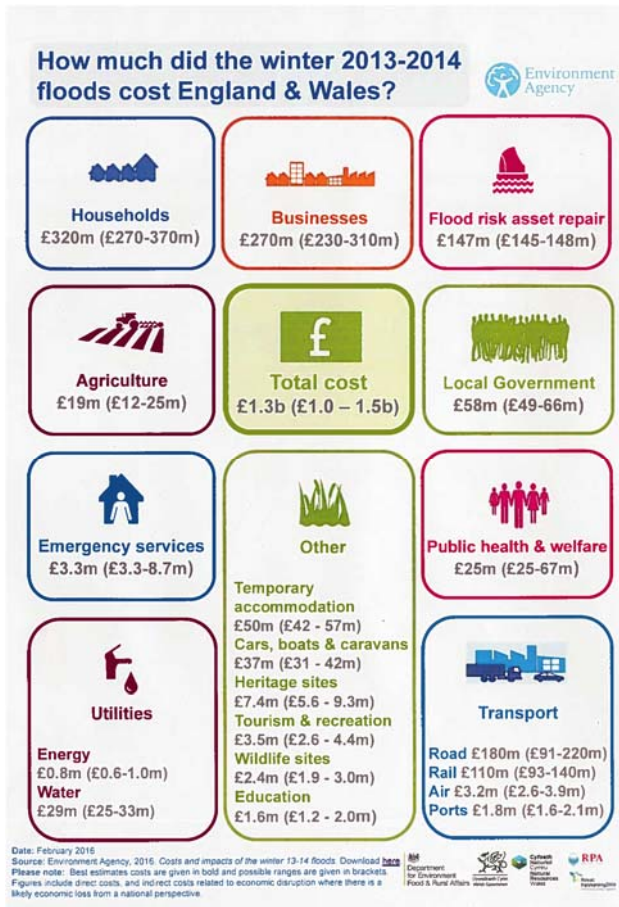 How much did the winter 2013-2014
floods cost England & Wales?
Environment
Agency
Households
£320m (£270-370m)
Businesses
£270m (£230-310m)
Flood risk asset repair
£147m (£145-148m)
Agriculture
£19m (£12-25m)
£
Total cost
£1.3b (£1.0 – 1.5b)
Local Government
£58m (£49-66m)
Emergency services
£3.3m (£3.3-8.7m)
Other
Temporary
accommodation
£50m (£42 - 57m)
Cars, boats & caravans
£37m (£31 - 42m)
Heritage sites
£7.4m (£5.6 - 9.3m)
Tourism & recreation
£3.5m (£2.6 - 4.4m)
Wildlife sites
£2.4m (£1.9 - 3.0m)
Education
£1.6m (£1.2 - 2.0m)
Public health & welfare
£25m (£25-67m)
Utilities
Energy
£0.8m (£0.6-1.0m)
Water
£29m (£25-33m)
Transport
Road £180m (£91-220m)
Rail £110m (£93-140m)
Air £3.2m (£2.6-3.9m)
Ports £1.8m (£1.6-2.1m)
Date: February 2016
Source: Environment Agency, 2016. Costs and impacts of the winter 13-14 floods. Download here
Please note: Best estimates costs are given in bold and possible ranges are given in brackets.
Figures include direct costs, and indirect costs related to economic disruption where there is a
likely economic loss from a national perspective.
Department
for Environment
Food & Rural Affairs
Cyfoeth
Naturiol
Cymru
Natural
Resources
Wales
RPA